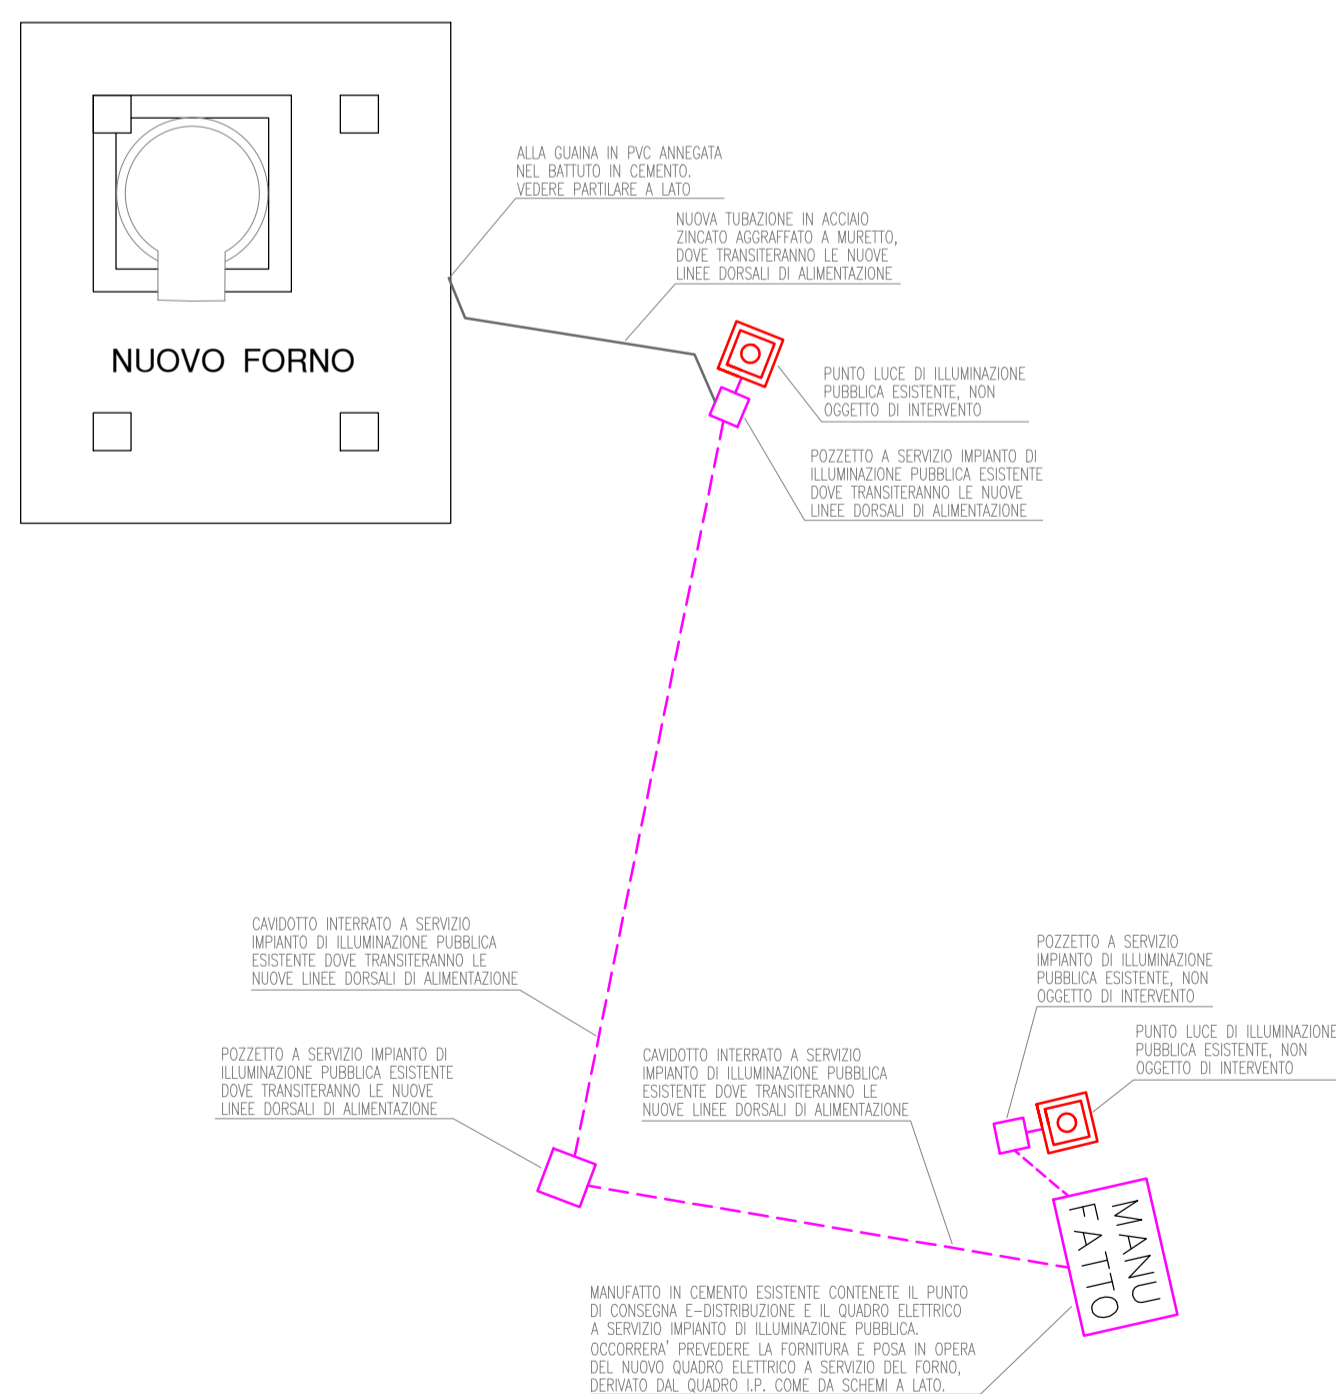 ALLA GUAINA IN PVC ANNEGATA
NEL BATTUTO IN CEMENTO.
VEDERE PARTILARE A LATO
NUOVA TUBAZIONE IN ACCIAIO
ZINCATO AGGRAFFATO A MURETTO,
DOVE TRANSITERANNO LE NUOVE
LINEE DORSALI DI ALIMENTAZIONE
NUOVO FORNO
PUNTO LUCE DI ILLUMINAZIONE
PUBBLICA ESISTENTE, NON
OGGETTO DI INTERVENTO
POZZETTO A SERVIZIO IMPIANTO DI
ILLUMINAZIONE PUBBLICA ESISTENTE
DOVE TRANSITERANNO LE NUOVE
LINEE DORSALI DI ALIMENTAZIONE
CAVIDOTTO INTERRATO A SERVIZIO
IMPIANTO DI ILLUMINAZIONE PUBBLICA
ESISTENTE DOVE TRANSITERANNO LE
NUOVE LINEE DORSALI DI ALIMENTAZIONE
POZZETTO A SERVIZIO
IMPIANTO DI ILLUMINAZIONE
PUBBLICA ESISTENTE, NON
OGGETTO DI INTERVENTO
PUNTO LUCE DI ILLUMINAZIONE
PUBBLICA ESISTENTE, NON
OGGETTO DI INTERVENTO
POZZETTO A SERVIZIO IMPIANTO DI
ILLUMINAZIONE PUBBLICA ESISTENTE
DOVE TRANSITERANNO LE NUOVE
LINEE DORSALI DI ALIMENTAZIONE
CAVIDOTTO INTERRATO A SERVIZIO
IMPIANTO DI ILLUMINAZIONE PUBBLICA
ESISTENTE DOVE TRANSITERANNO LE
NUOVE LINEE DORSALI DI ALIMENTAZIONE
MANU
FATTO
MANUFATTO IN CEMENTO ESISTENTE CONTENETE IL PUNTO
DI CONSEGNA E-DISTRIBUZIONE E IL QUADRO ELETTRICO
A SERVIZIO IMPIANTO DI ILLUMINAZIONE PUBBLICA.
OCCORRERA' PREVEDERE LA FORNITURA E POSA IN OPERA
DEL NUOVO QUADRO ELETTRICO A SERVIZIO DEL FORNO,
DERIVATO DAL QUADRO I.P. COME DA SCHEMI A LATO.